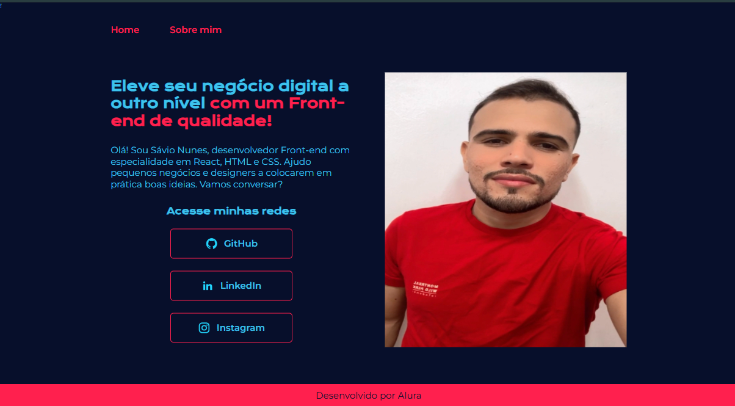 Home
Sobre mim
Eleve seu negócio digital a
outro nível com um Front-
end de qualidade!
Olá! Sou Sávio Nunes, desenvolvedor Front-end com
especialidade em React, HTML e CSS. Ajudo
pequenos negócios e designers a colocarem em
prática boas ideias. Vamos conversar?
Acesse minhas redes
GitHub
LinkedIn
Instagram
Desenvolvido por Alura